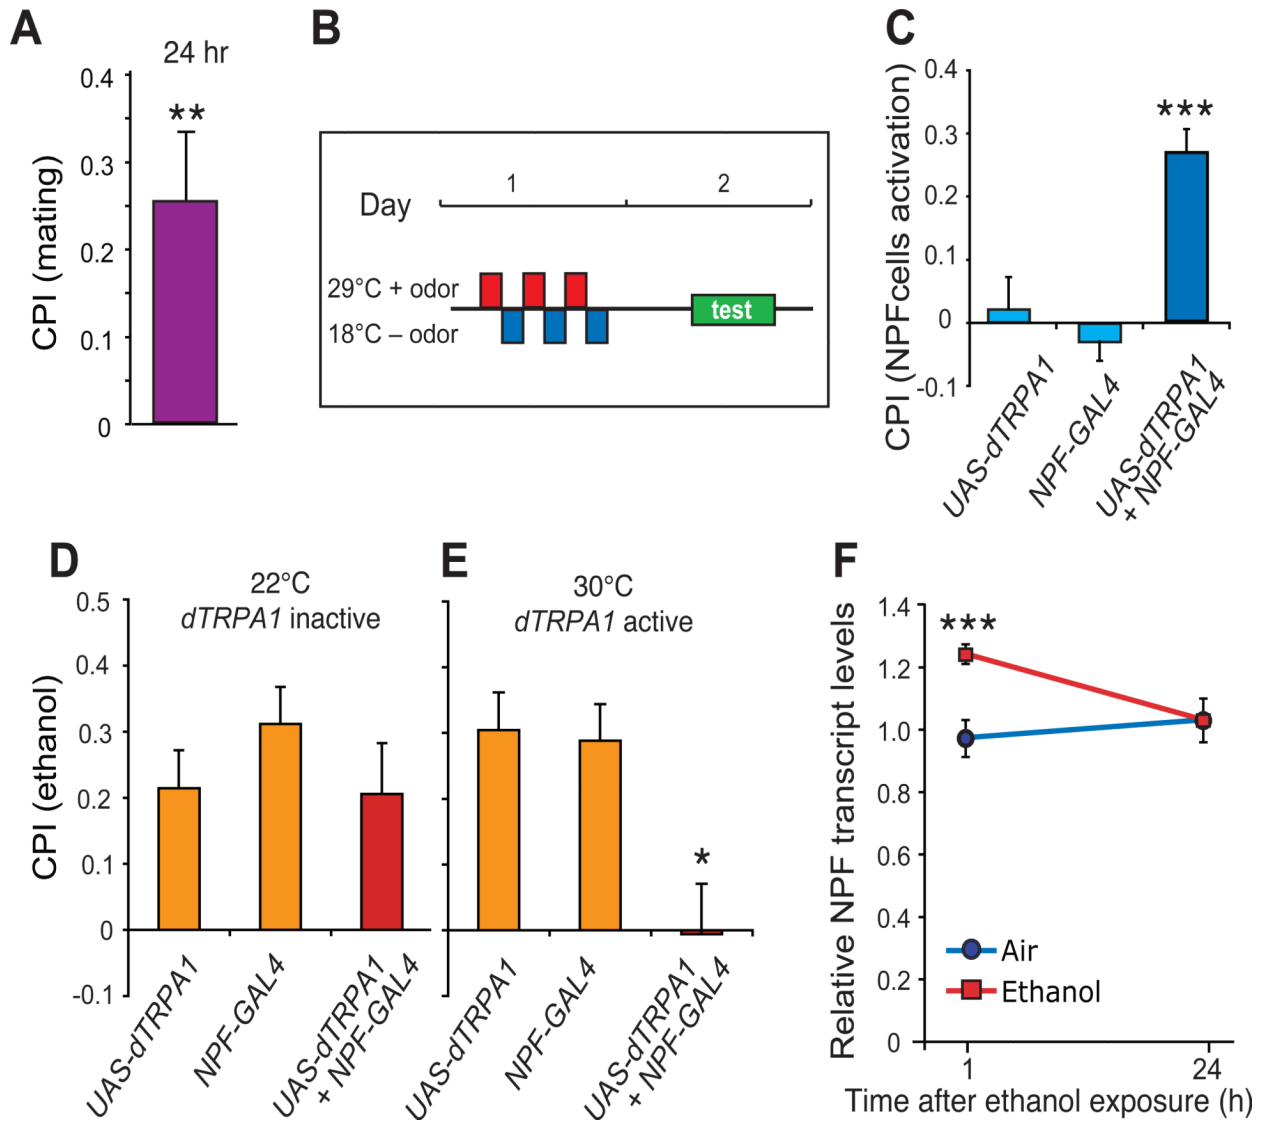 A
24 hr
0.4
**
0.3
0.2
0.1
0
CPI (mating)
B
Day
1
2
29°C + odor
18°C – odor
test
C
0.4
***
0.3
0.2
0.1
0
-0.1
CPI (NPFcells activation)
UAS-dTRPA1
NPF-GAL4
UAS-dTRPA1
+ NPF-GAL4
D
22°C
dTRPA1 inactive
0.5
0.4
0.3
0.2
0.1
0
-0.1
CPI (ethanol)
UAS-dTRPA1
NPF-GAL4
UAS-dTRPA1
+ NPF-GAL4
E
30°C
dTRPA1 active
*
UAS-dTRPA1
NPF-GAL4
UAS-dTRPA1
+ NPF-GAL4
F
1.4
***
1.2
1.0
0.8
0.6
0.4
0.2
0
Relative NPF transcript levels
Air
Ethanol
1
24
Time after ethanol exposure (h)